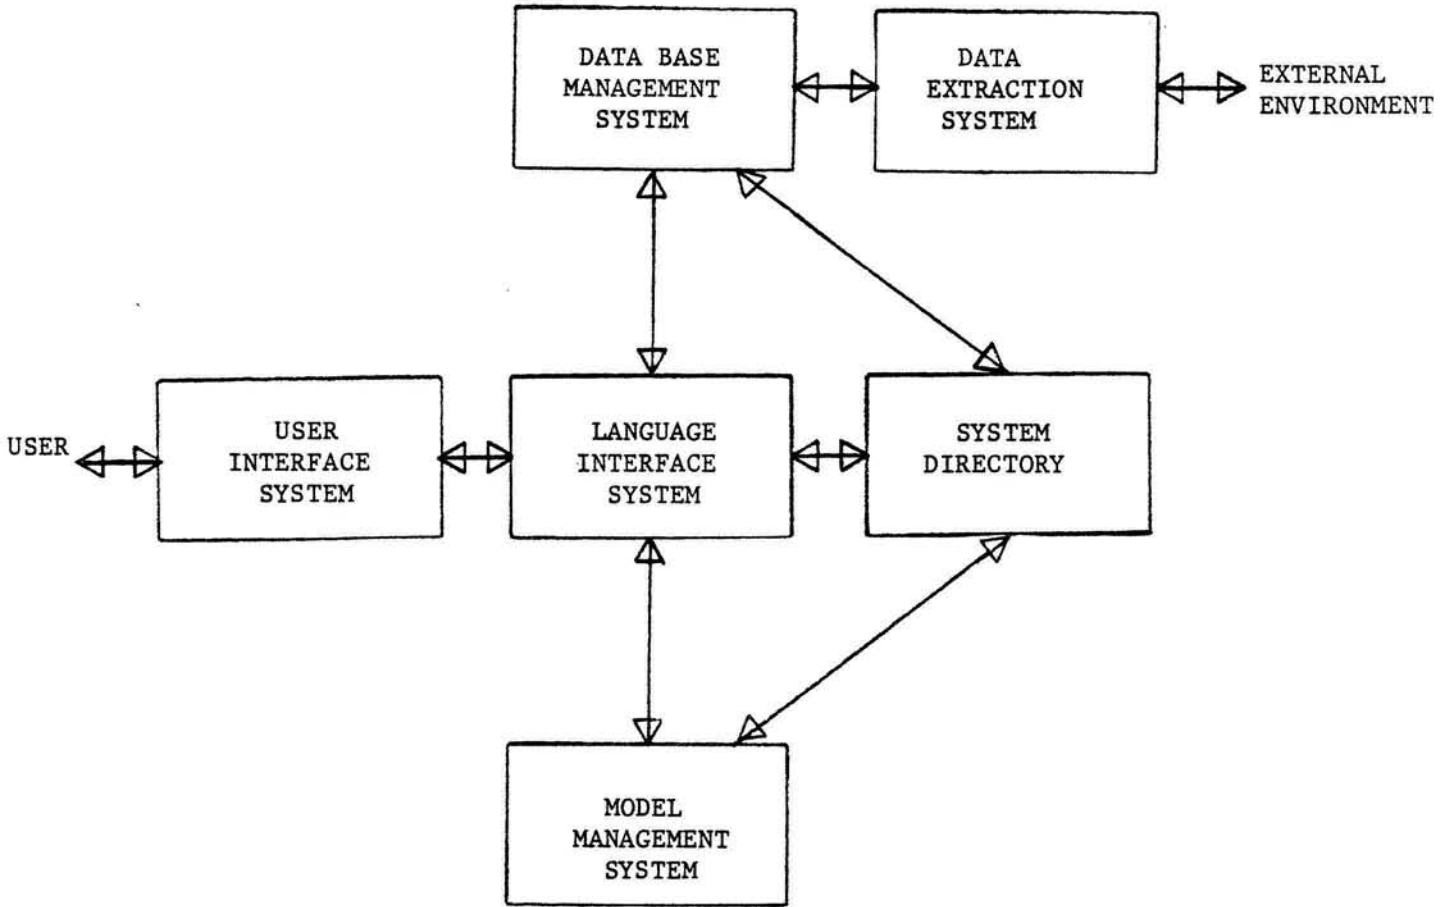 DATA BASE
MANAGEMENT
SYSTEM
DATA
EXTRACTION
SYSTEM
EXTERNAL
ENVIRONMENT
USER
USER
INTERFACE
SYSTEM
LANGUAGE
INTERFACE
SYSTEM
SYSTEM
DIRECTORY
MODEL
MANAGEMENT
SYSTEM